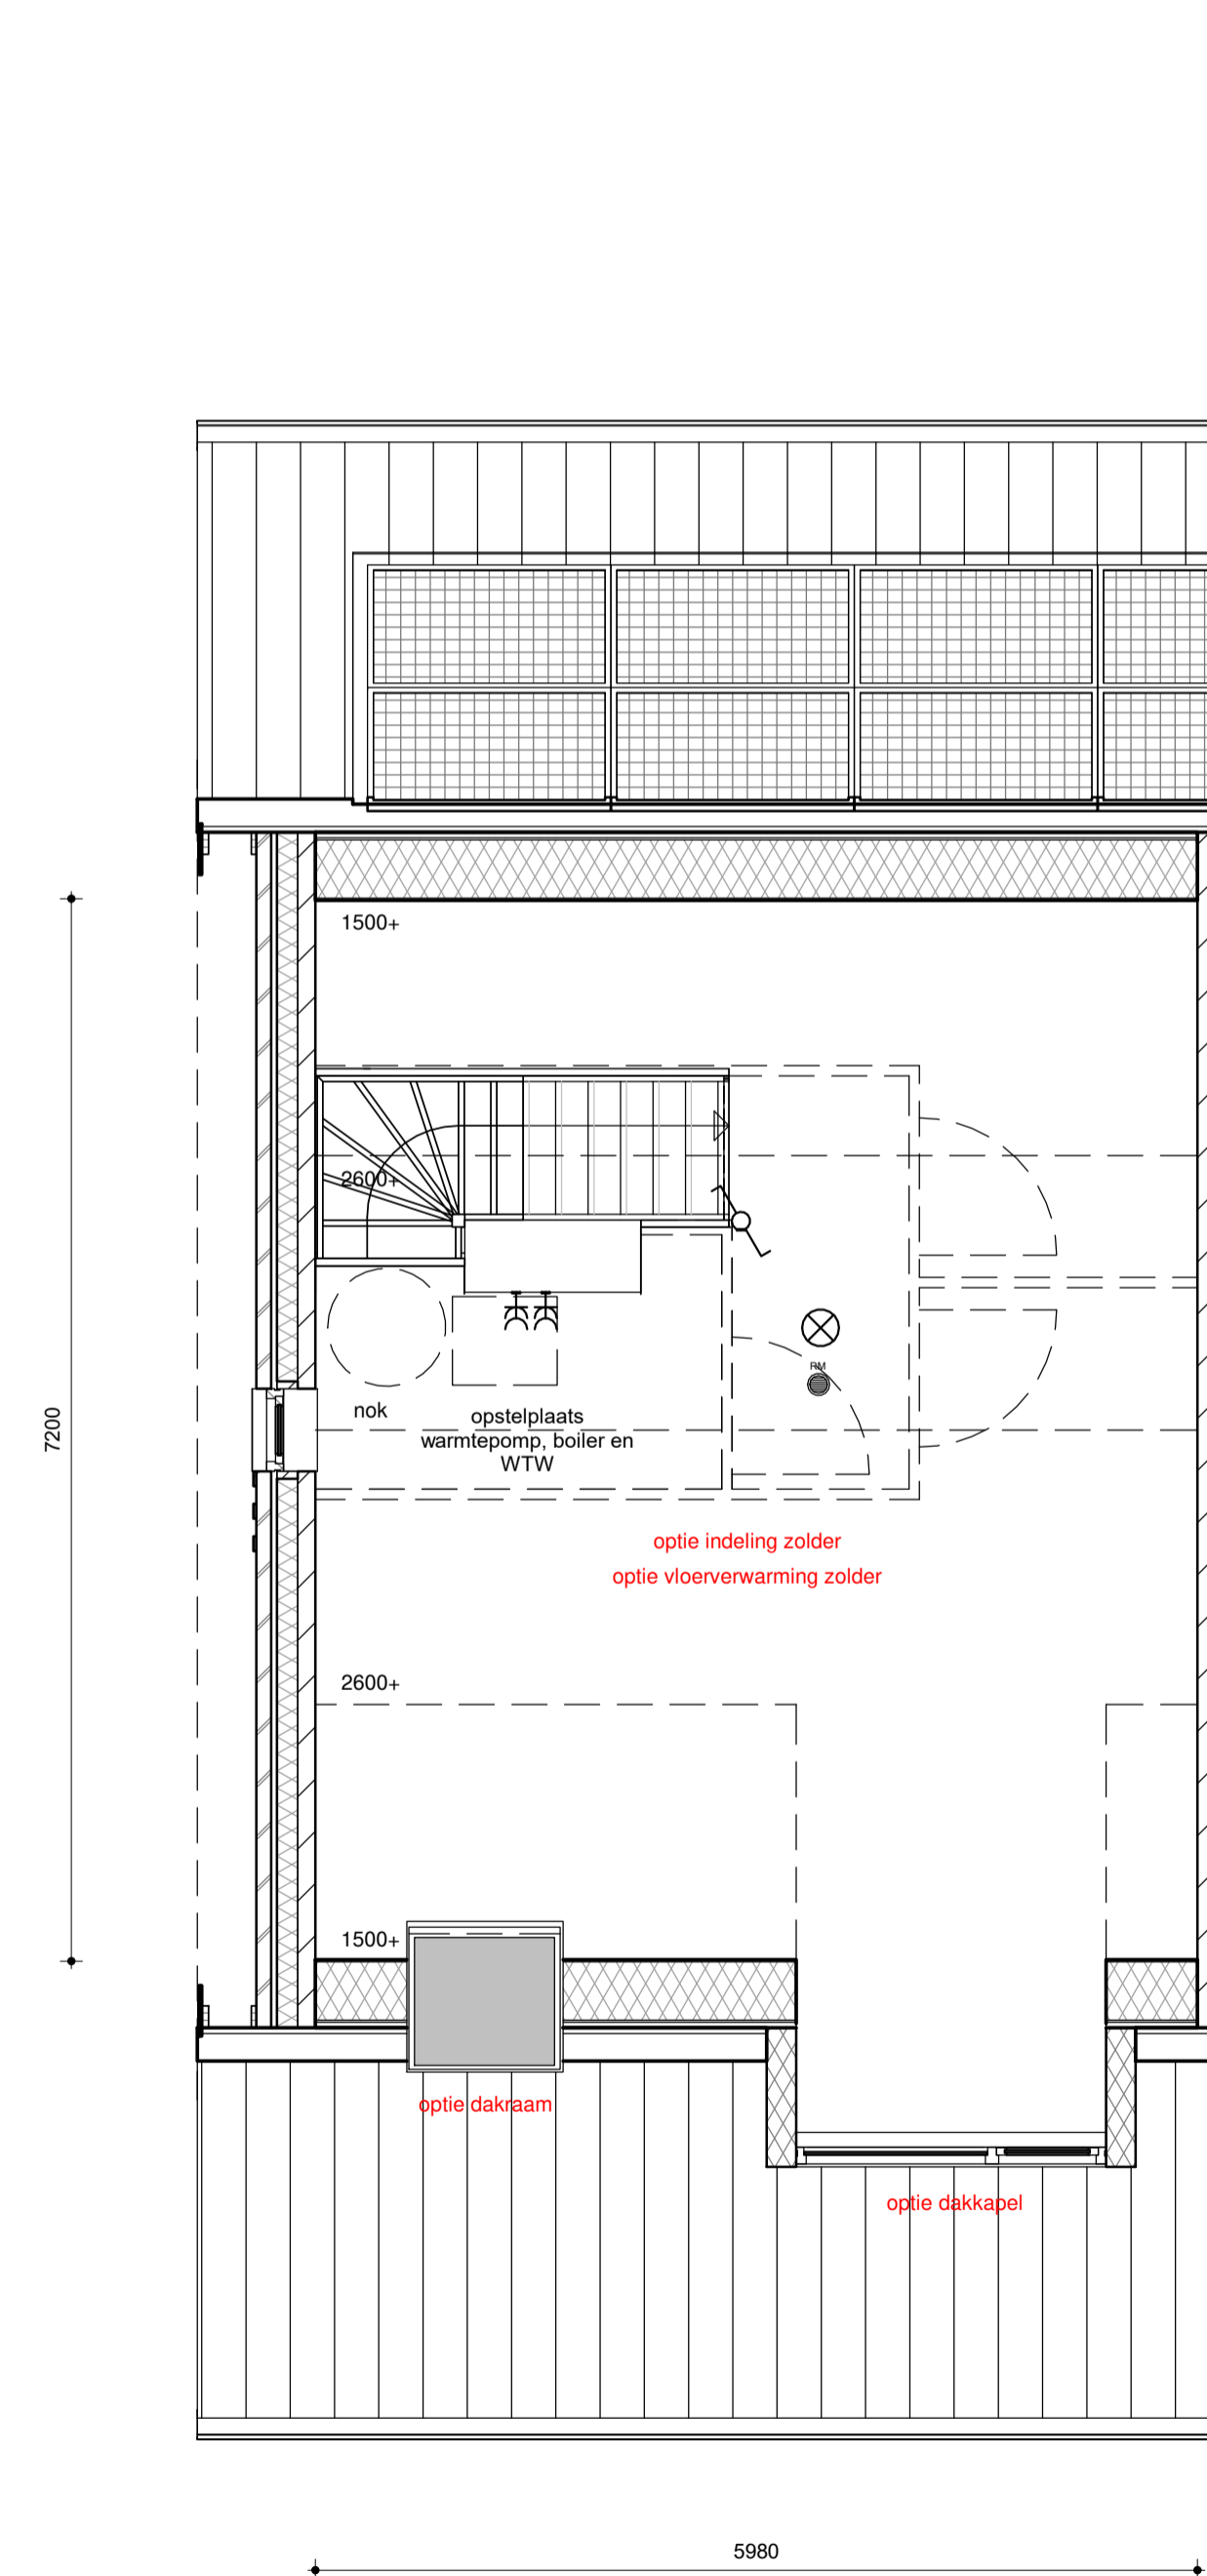 1500+
2600+
RM
nok
opstelplaats
warmtepomp, boiler en
WTW
7200
optie indeling zolder
optie vloerverwarming zolder
2600+
1500+
optie dakraam
optie dakkapel
5980